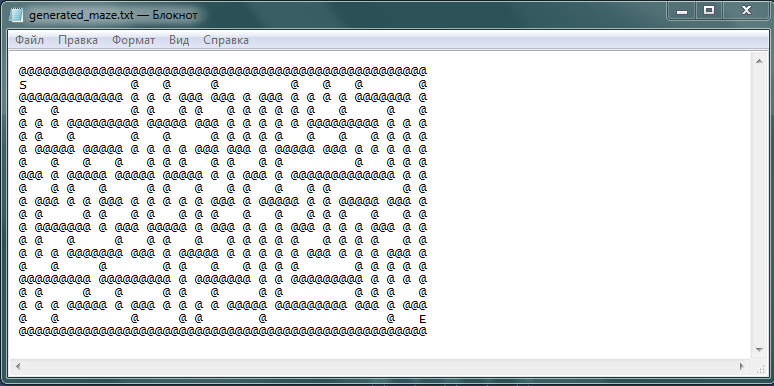 generated_maze.txt — Блокнот
Файл Правка Формат Вид Справка
@@@@@@@@@@@@@@@@@@@@@@@@@@@@@@@@@@@@@@@@@@@@@@@@@@@
S             @   @     @         @   @   @       @
@@@@@@@@@@@@@ @ @ @ @@@ @@@ @ @@@ @ @ @ @ @@@@@@@ @
@   @         @ @   @ @   @ @ @ @ @ @   @     @   @
@ @ @ @@@@@@@@@ @@@@@ @@@ @ @ @ @ @ @@@@@@@@@ @ @ @
@ @   @       @   @     @ @ @ @ @   @   @   @ @ @ @
@ @@@@@ @@@@@ @ @ @ @ @@@ @@@ @ @@@@@ @@@ @ @ @ @ @
@   @   @   @   @ @ @   @ @   @ @         @   @ @ @
@@@ @ @@@@@ @@@@@ @@@@@ @ @ @@@ @ @@@@@@@@@@@@@ @ @
@ @   @   @     @ @   @   @ @   @   @ @         @ @
@ @@@ @ @@@ @ @ @ @ @@@@@ @ @ @ @@@@@ @ @@@@@ @@@ @
@ @     @ @   @ @   @   @   @     @ @ @     @   @ @
@ @@@@@@@ @ @@@@@ @@@@@ @ @@@ @ @ @ @ @ @ @ @@@ @ @
@ @   @     @   @ @   @   @ @ @ @ @ @ @   @   @ @ @
@ @ @ @@@@@@@ @@@ @ @@@@@ @ @ @ @ @ @@@ @ @@@ @@@ @
@   @     @       @   @   @ @ @ @ @     @ @ @ @ @ @
@@@@@@@@@ @@@@@@@@@ @ @@@@@@@ @ @ @@@@@@@@@ @ @ @ @
@ @     @   @     @ @     @   @ @         @ @ @   @
@ @ @ @@@@@ @ @@@ @ @ @ @ @@@@@ @@@@@@@@@ @@@ @ @@@
@   @         @     @ @       @               @   E
@@@@@@@@@@@@@@@@@@@@@@@@@@@@@@@@@@@@@@@@@@@@@@@@@@@